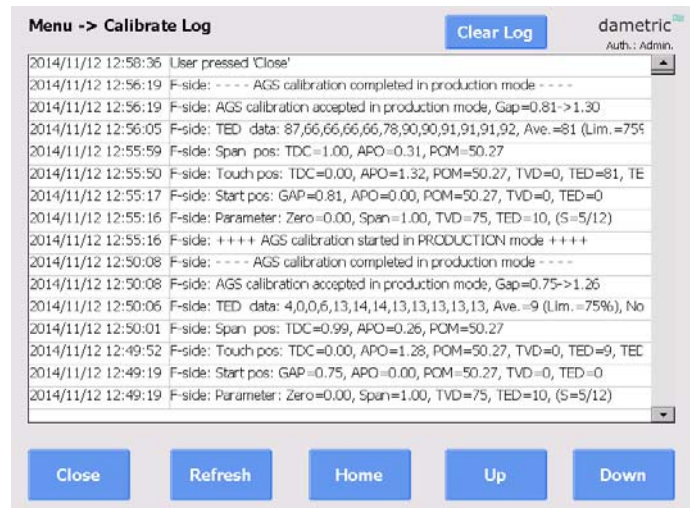 Menu -> Calibrate Log
Clear Log
dametric
Auth.: Admin.
2014/11/12 12:58:36 User pressed 'Close'
2014/11/12 12:56:19 F-side: - - - - AGS calibration completed in production mode - - - -
2014/11/12 12:56:19 F-side: AGS calibration accepted in production mode, Gap=0.81->1.30
2014/11/12 12:56:05 F-side: TED data: 87,66,66,66,66,78,90,90,91,91,91,92, Ave.=81 (Lim.=75%
2014/11/12 12:55:59 F-side: Span pos: TDC=1.00, APO=0.31, POM=50.27
2014/11/12 12:55:50 F-side: Touch pos: TDC=0.00, APO=1.32, POM=50.27, TVD=0, TED=81, TE
2014/11/12 12:55:17 F-side: Start pos: GAP=0.81, APO=0.00, POM=50.27, TVD=0, TED=0
2014/11/12 12:55:16 F-side: Parameter: Zero=0.00, Span=1.00, TVD=75, TED=10, (S=5/12)
2014/11/12 12:55:16 F-side: ++++ AGS calibration started in PRODUCTION mode ++++
2014/11/12 12:50:08 F-side: - - - - AGS calibration completed in production mode - - - -
2014/11/12 12:50:08 F-side: AGS calibration accepted in production mode, Gap=0.75->1.26
2014/11/12 12:50:06 F-side: TED data: 4,0,0,6,13,14,14,13,13,13,13,13, Ave.=9 (Lim.=75%), No
2014/11/12 12:50:01 F-side: Span pos: TDC=0.99, APO=0.26, POM=50.27
2014/11/12 12:49:52 F-side: Touch pos: TDC=0.00, APO=1.28, POM=50.27, TVD=0, TED=9, TED
2014/11/12 12:49:19 F-side: Start pos: GAP=0.75, APO=0.00, POM=50.27, TVD=0, TED=0
2014/11/12 12:49:19 F-side: Parameter: Zero=0.00, Span=1.00, TVD=75, TED=10, (S=5/12)
Close
Refresh
Home
Up
Down